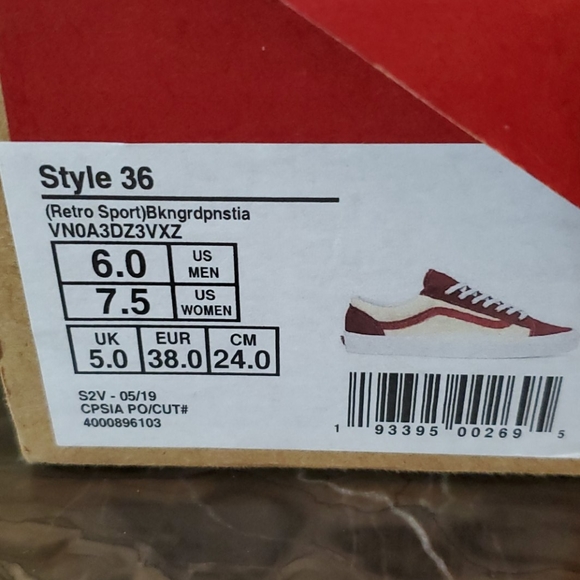 Style 36
(Retro Sport)Bkngrdpnstia
VN0A3DZ3VXZ
6.0 US MEN
7.5 US WOMEN
UK EUR CM
5.0 38.0 24.0
S2V - 05/19
CPSIA PO/CUT#
4000896103
1 93395 00269 5